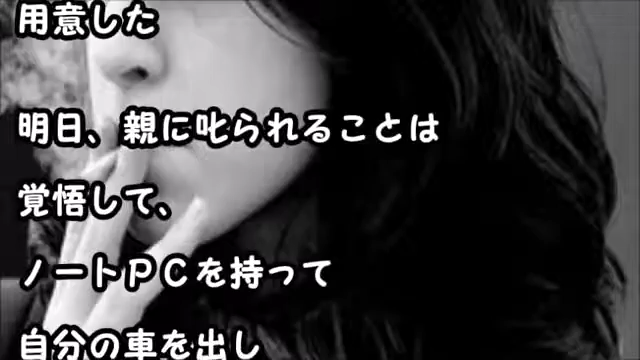 用意した
明日、親に叱られることは
覚悟して、
ノートＰＣを持って
自分の車を出し